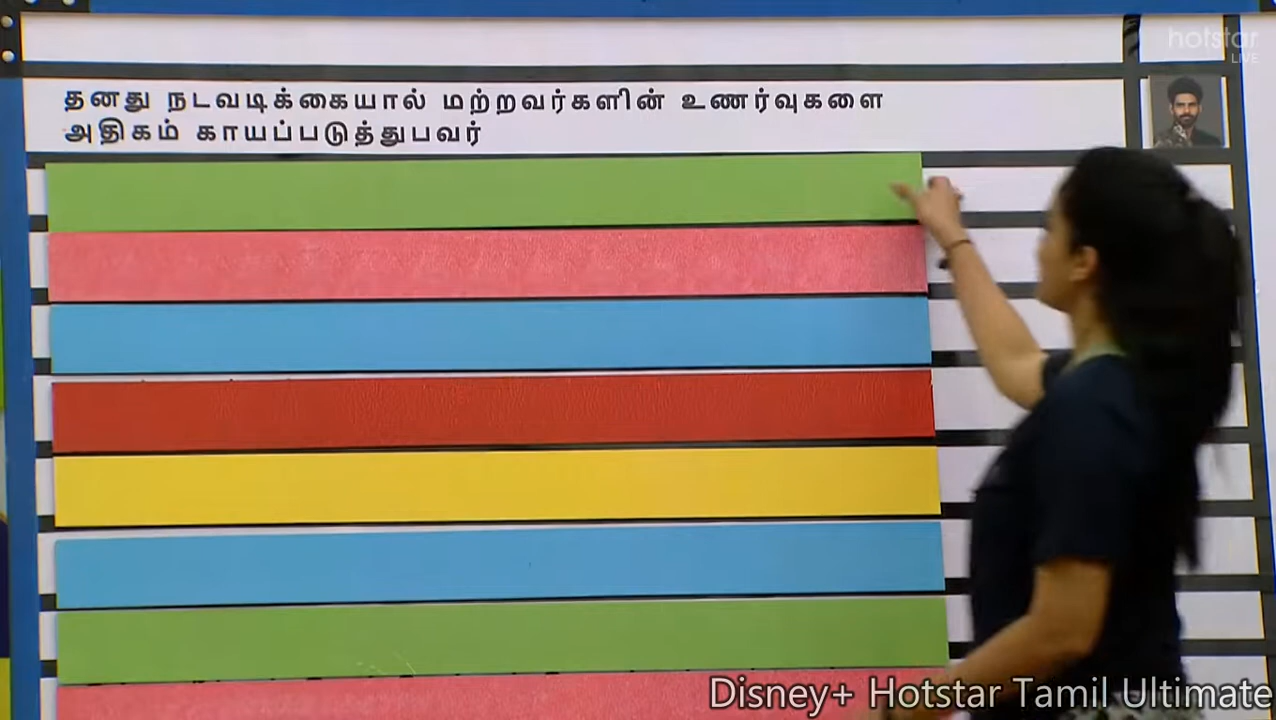 hotstar
LIVE
தனது நடவடிக்கையால் மற்றவர்களின் உணர்வுகளை
அதிகம் காயப்படுத்துபவர்
Disney+ Hotstar Tamil Ultimate